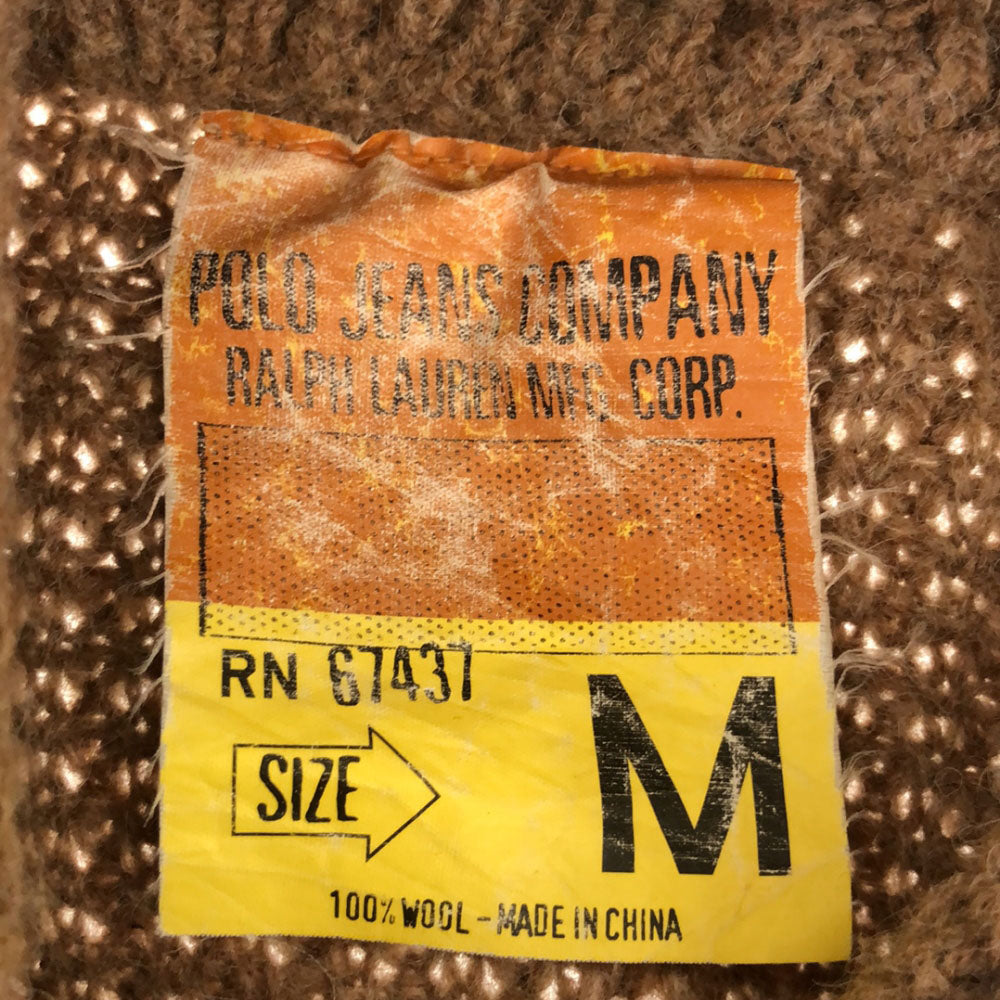 POLO JEANS COMPANY
RALPH LAUREN MFG. CORP.
RN 67437
SIZE
M
100% WOOL - MADE IN CHINA